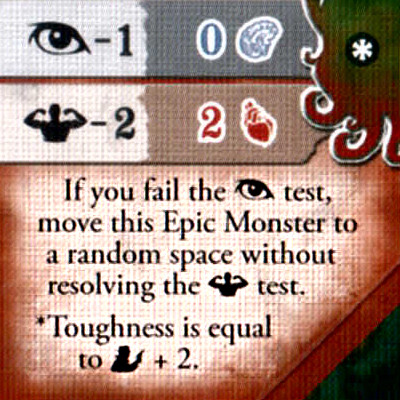 -1 0 *
-2 2
If you fail the test,
move this Epic Monster to
a random space without
resolving the test.
*Toughness is equal
to + 2.